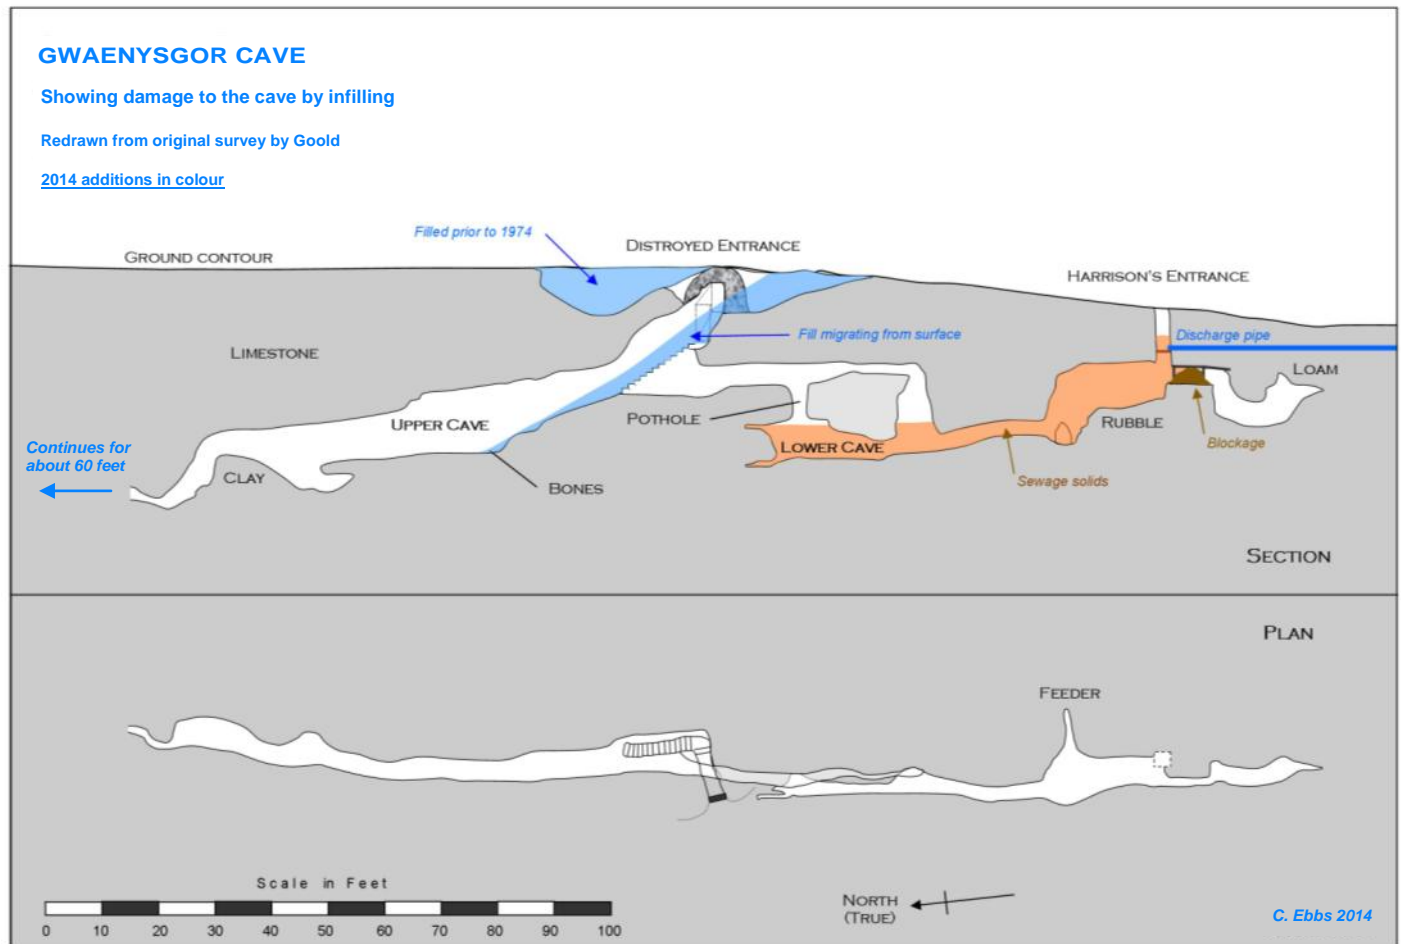 GWAENYSGOR CAVE
Showing damage to the cave by infilling
Redrawn from original survey by Goold
2014 additions in colour
Filled prior to 1974
DISTROYED ENTRANCE
GROUND CONTOUR
HARRISON'S ENTRANCE
Fill migrating from surface
Discharge pipe
LIMESTONE
LOAM
POTHOLE
UPPER CAVE
RUBBLE
LOWER CAVE
Blockage
Continues for
about 60 feet
CLAY
BONES
Sewage solids
SECTION
PLAN
FEEDER
Scale in Feet
0 10 20 30 40 50 60 70 80 90 100
NORTH
(TRUE)
C. Ebbs 2014